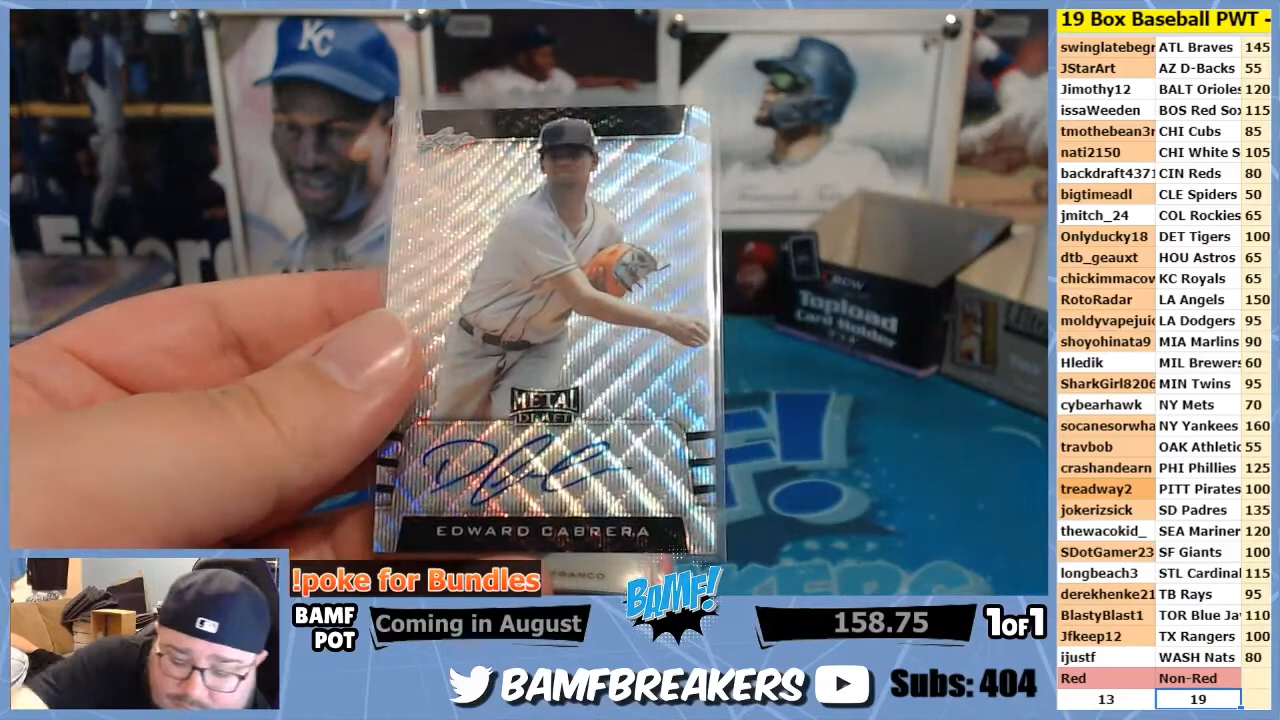 KC
METAL
DRAFT
EDWARD CABRERA
BCW
Topload
Card Holder
FRANCO
!poke for Bundles
BAMF
POT
Coming in August
BAMF!
158.75
1OF1
BAMFBREAKERS
Subs: 404
19 Box Baseball PWT -
swinglatebegr ATL Braves 145
JStarArt AZ D-Backs 55
Jimothy12 BALT Orioles 120
issaWeeden BOS Red Sox 115
tmothebean3r CHI Cubs 85
nati2150 CHI White S 105
backdraft4371 CIN Reds 80
bigtimeadl CLE Spiders 50
jmitch_24 COL Rockies 65
Onlyducky18 DET Tigers 100
dtb_geauxt HOU Astros 65
chickimmacov KC Royals 65
RotoRadar LA Angels 150
moldyvapejuic LA Dodgers 95
shoyohinata9 MIA Marlins 90
Hledik MIL Brewers 60
SharkGirl8206 MIN Twins 95
cybearhawk NY Mets 70
socanesorwha NY Yankees 160
travbob OAK Athletic 55
crashandearn PHI Phillies 125
treadway2 PITT Pirates 100
jokerizsick SD Padres 135
thewacokid_ SEA Mariner 120
SDotGamer23 SF Giants 100
longbeach3 STL Cardinal 115
derekhenke21 TB Rays 95
BlastyBlast1 TOR Blue Ja 110
Jfkeep12 TX Rangers 100
ijustf WASH Nats 80
Red Non-Red
13 19